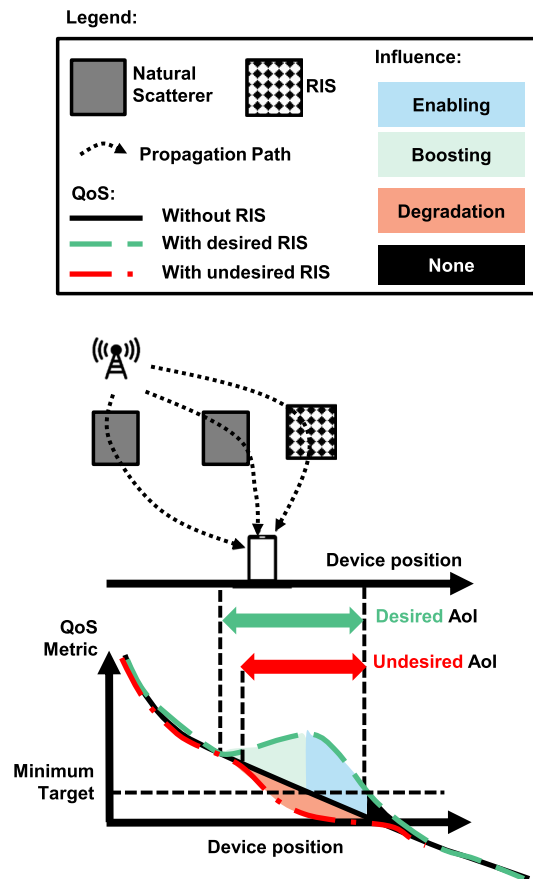 Legend:
Natural
Scatterer
RIS
Propagation Path
QoS:
Without RIS
With desired RIS
With undesired RIS
Influence:
Enabling
Boosting
Degradation
None
Device position
Desired AoI
Undesired AoI
QoS
Metric
Minimum
Target
Device position